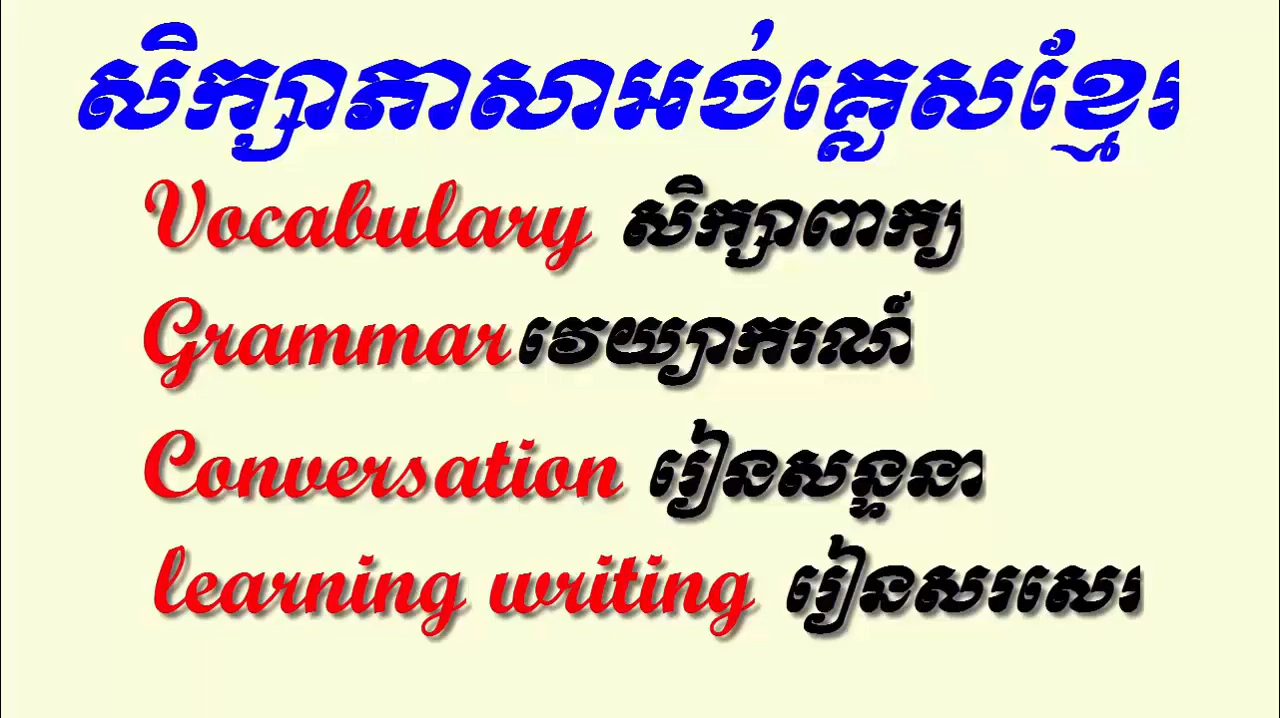 សិក្សាភាសាអង់គ្លេសខ្មែរ
Vocabulary សិក្សាពាក្យ
Grammar វេយ្យាករណ៍
Conversation រៀនសន្ទនា
learning writing រៀនសរសេរ